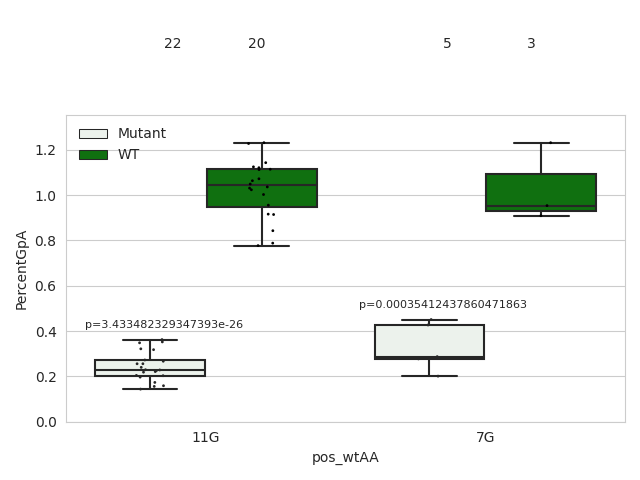 22 20 5 3
Mutant
WT
PercentGpA
1.2
1.0
0.8
0.6
0.4
0.2
0.0
p=3.433482329347393e-26
p=0.00035412437860471863
11G 7G
pos_wtAA